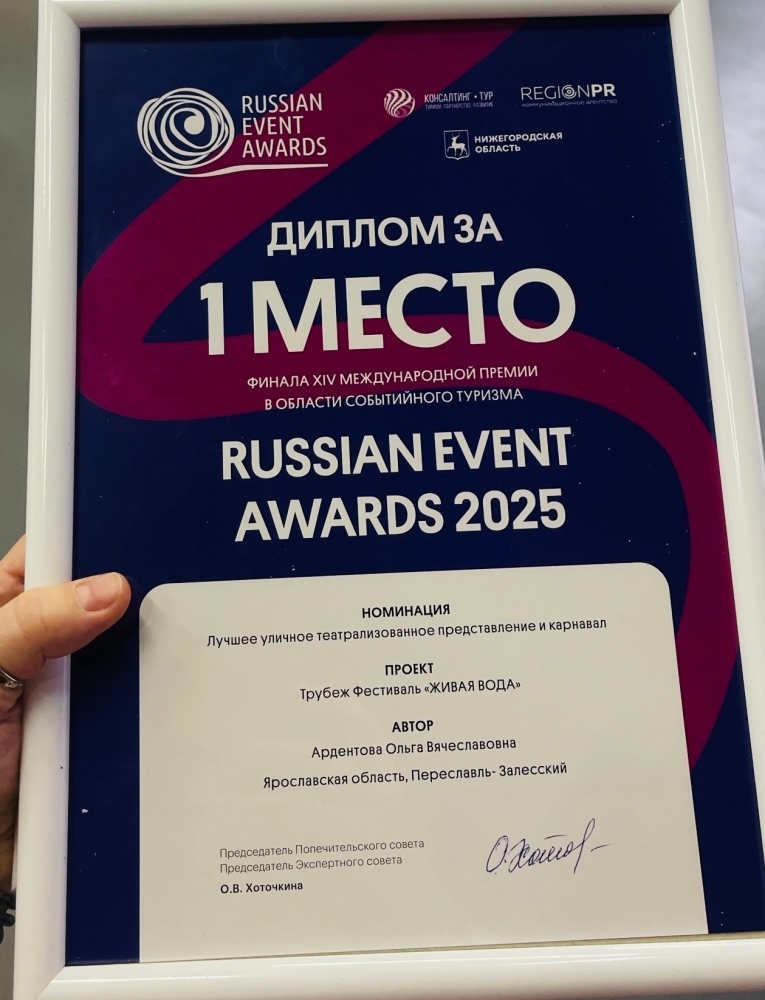 RUSSIAN
EVENT
AWARDS
КОНСАЛТИНГ • ТУР
ТУРИЗМ ПАРТНЕРСТВО РАЗВИТИЕ
REGIONPR
КОММУНИКАЦИОННОЕ АГЕНТСТВО
НИЖЕГОРОДСКАЯ
ОБЛАСТЬ
ДИПЛОМ ЗА
1 МЕСТО
ФИНАЛА XIV МЕЖДУНАРОДНОЙ ПРЕМИИ
В ОБЛАСТИ СОБЫТИЙНОГО ТУРИЗМА
RUSSIAN EVENT
AWARDS 2025
НОМИНАЦИЯ
Лучшее уличное театрализованное представление и карнавал
ПРОЕКТ
Трубеж Фестиваль «ЖИВАЯ ВОДА»
АВТОР
Ардентова Ольга Вячеславовна
Ярославская область, Переславль- Залесский
Председатель Попечительского совета
Председатель Экспертного совета
О.В. Хоточкина